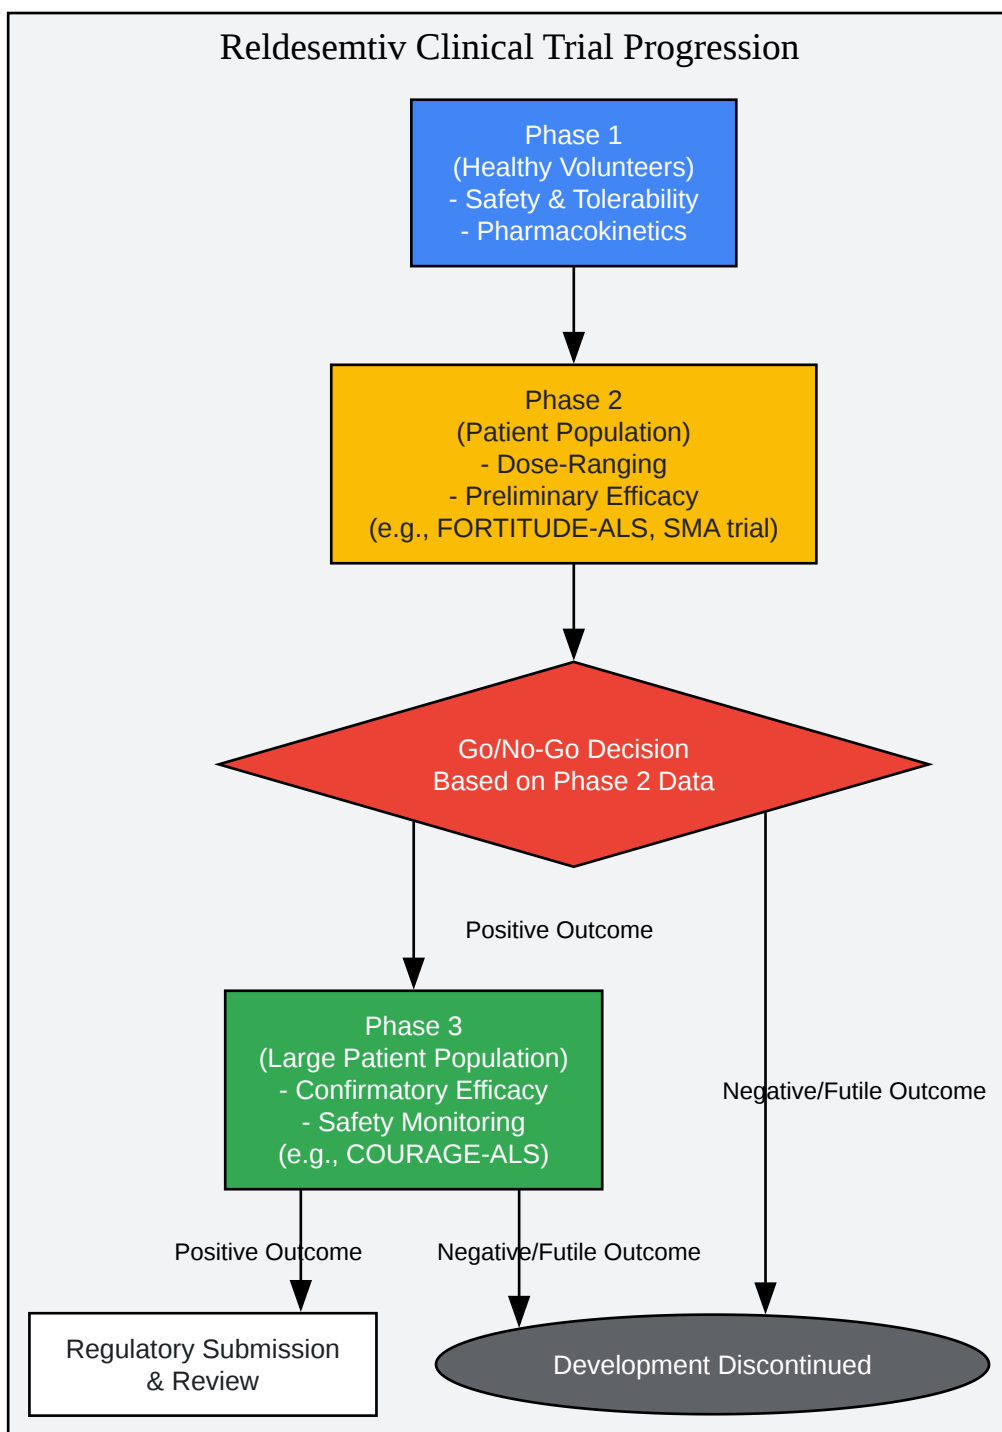 Reldesemtiv Clinical Trial Progression
Phase 1
(Healthy Volunteers)
- Safety & Tolerability
- Pharmacokinetics
Phase 2
(Patient Population)
- Dose-Ranging
- Preliminary Efficacy
(e.g., FORTITUDE-ALS, SMA trial)
Go/No-Go Decision
Based on Phase 2 Data
Positive Outcome
Phase 3
(Large Patient Population)
- Confirmatory Efficacy
- Safety Monitoring
(e.g., COURAGE-ALS)
Negative/Futile Outcome
Positive Outcome
Negative/Futile Outcome
Regulatory Submission
& Review
Development Discontinued